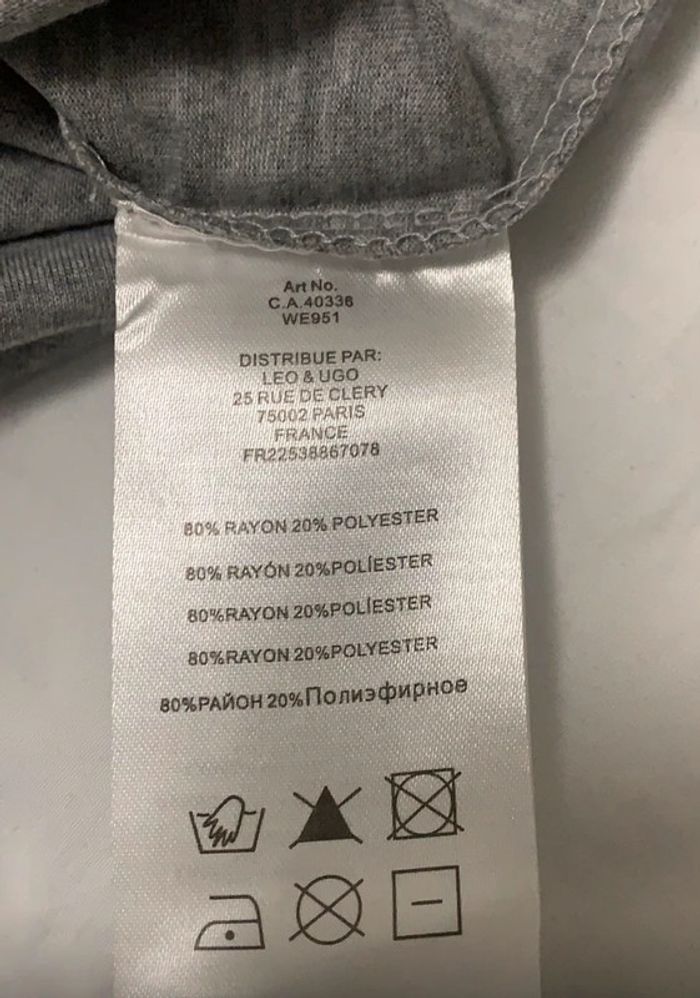 Art No.
C.A.40336
WE951
DISTRIBUE PAR:
LEO & UGO
25 RUE DE CLERY
75002 PARIS
FRANCE
FR22538867078
80% RAYON 20% POLYESTER
80% RAYÓN 20%POLÍESTER
80%RAYON 20%POLÍESTER
80%RAYON 20%POLYESTER
80%РАЙОН 20%Полиэфирное